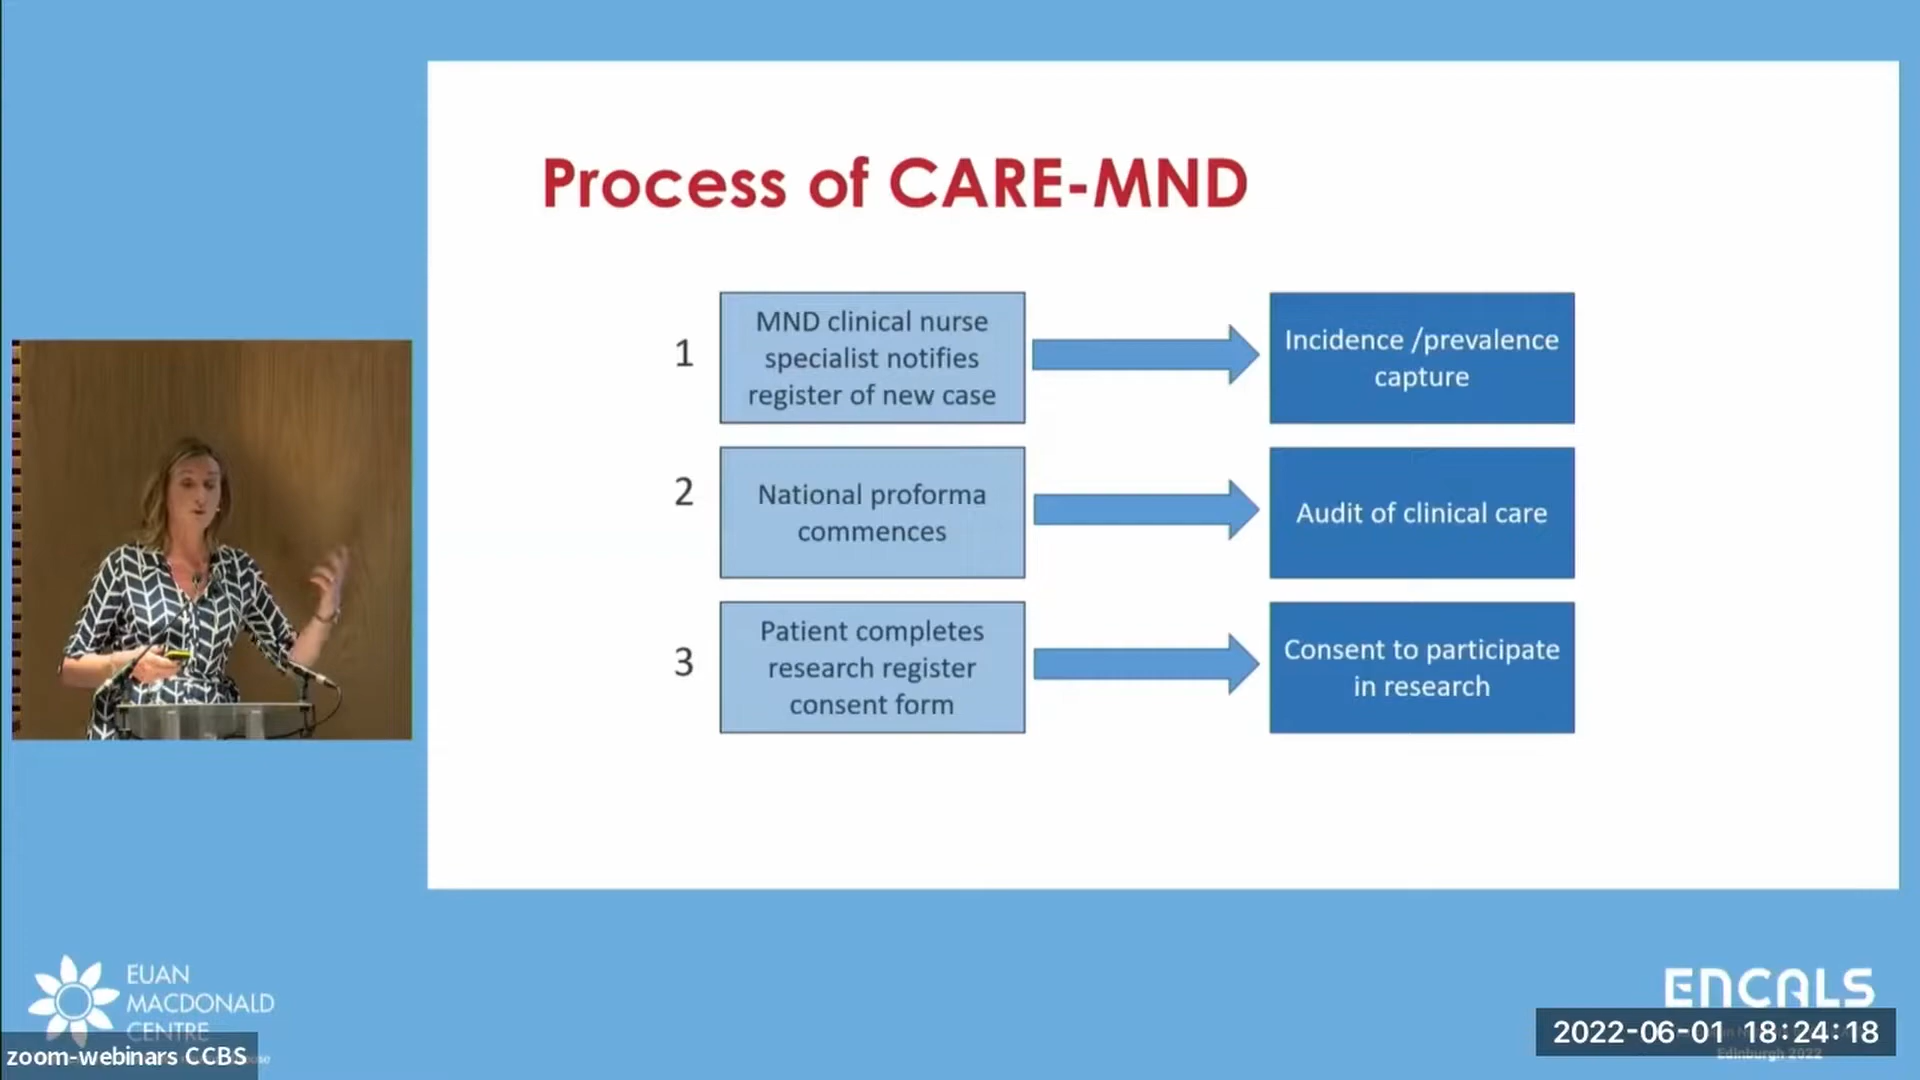 Process of CARE-MND
1
MND clinical nurse
specialist notifies
register of new case
Incidence /prevalence
capture
2
National proforma
commences
Audit of clinical care
3
Patient completes
research register
consent form
Consent to participate
in research
EUAN
MACDONALD
CENTRE
zoom-webinars CCBS
ENCALS
2022-06-01 18:24:18
Edinburgh 2022